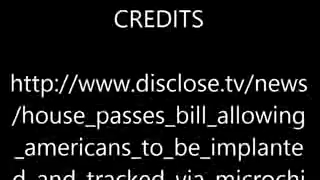 CREDITS
http://www.disclose.tv/news
/house_passes_bill_allowing
_americans_to_be_implante
d_and_tracked_via_microchi